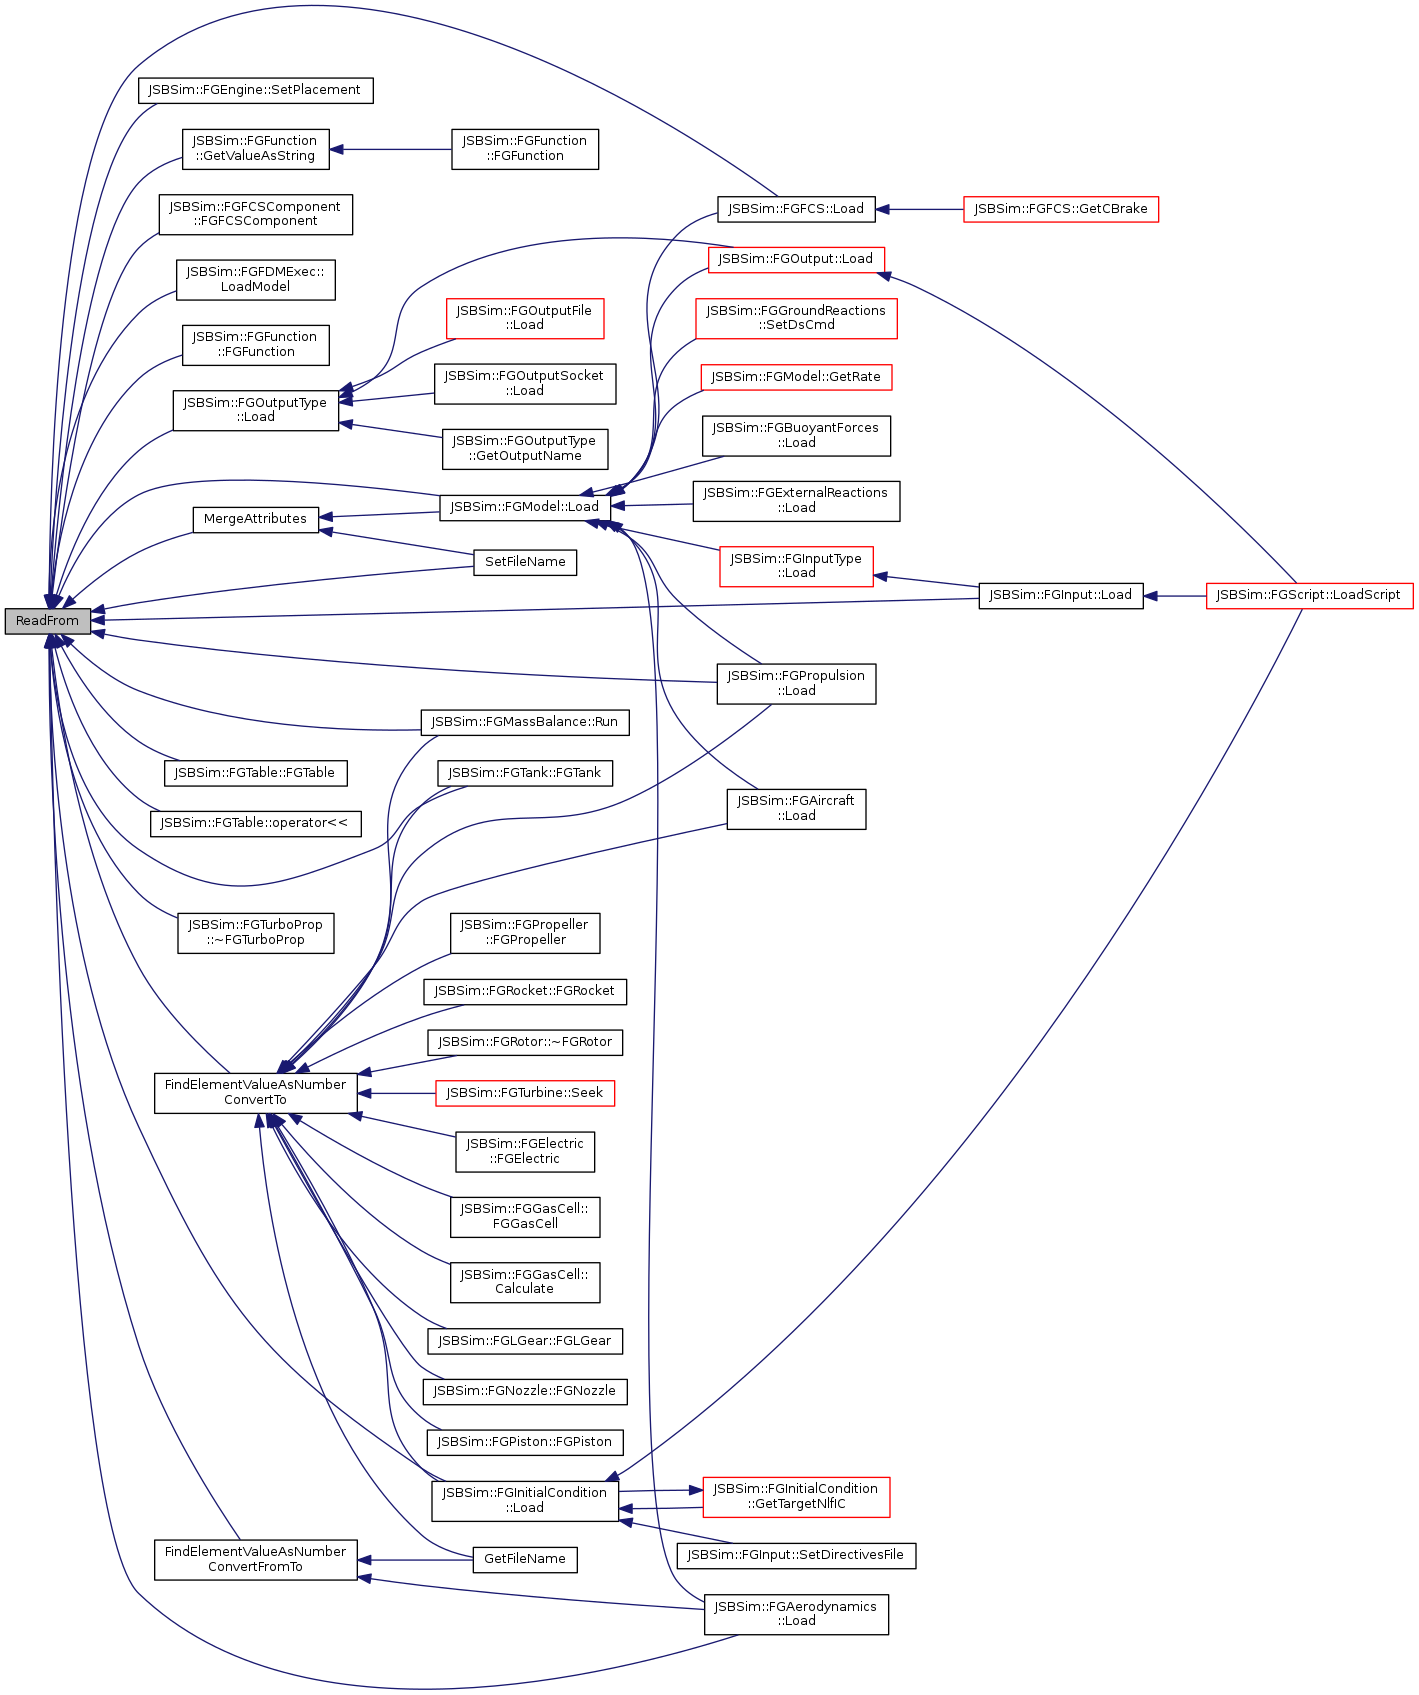 JSBSim::FGEngine::SetPlacement
JSBSim::FGFunction
::GetValueAsString
JSBSim::FGFunction
::FGFunction
JSBSim::FGFCSComponent
::FGFCSComponent
JSBSim::FGFCS::Load
JSBSim::FGFCS::GetCBrake
JSBSim::FGFDMExec::
LoadModel
JSBSim::FGOutput::Load
JSBSim::FGOutputFile
::Load
JSBSim::FGGroundReactions
::SetDsCmd
JSBSim::FGFunction
::FGFunction
JSBSim::FGOutputSocket
::Load
JSBSim::FGModel::GetRate
JSBSim::FGOutputType
::Load
JSBSim::FGOutputType
::GetOutputName
JSBSim::FGBuoyantForces
::Load
JSBSim::FGModel::Load
JSBSim::FGExternalReactions
::Load
MergeAttributes
SetFileName
JSBSim::FGInputType
::Load
JSBSim::FGInput::Load
JSBSim::FGScript::LoadScript
ReadFrom
JSBSim::FGPropulsion
::Load
JSBSim::FGMassBalance::Run
JSBSim::FGTable::FGTable
JSBSim::FGTank::FGTank
JSBSim::FGAircraft
::Load
JSBSim::FGTable::operator<<
JSBSim::FGTurboProp
::~FGTurboProp
JSBSim::FGPropeller
::FGPropeller
JSBSim::FGRocket::FGRocket
JSBSim::FGRotor::~FGRotor
FindElementValueAsNumber
ConvertTo
JSBSim::FGTurbine::Seek
JSBSim::FGElectric
::FGElectric
JSBSim::FGGasCell::
FGGasCell
JSBSim::FGGasCell::
Calculate
JSBSim::FGLGear::FGLGear
JSBSim::FGNozzle::FGNozzle
JSBSim::FGPiston::FGPiston
JSBSim::FGInitialCondition
::Load
JSBSim::FGInitialCondition
::GetTargetNlfIC
JSBSim::FGInput::SetDirectivesFile
FindElementValueAsNumber
ConvertFromTo
GetFileName
JSBSim::FGAerodynamics
::Load